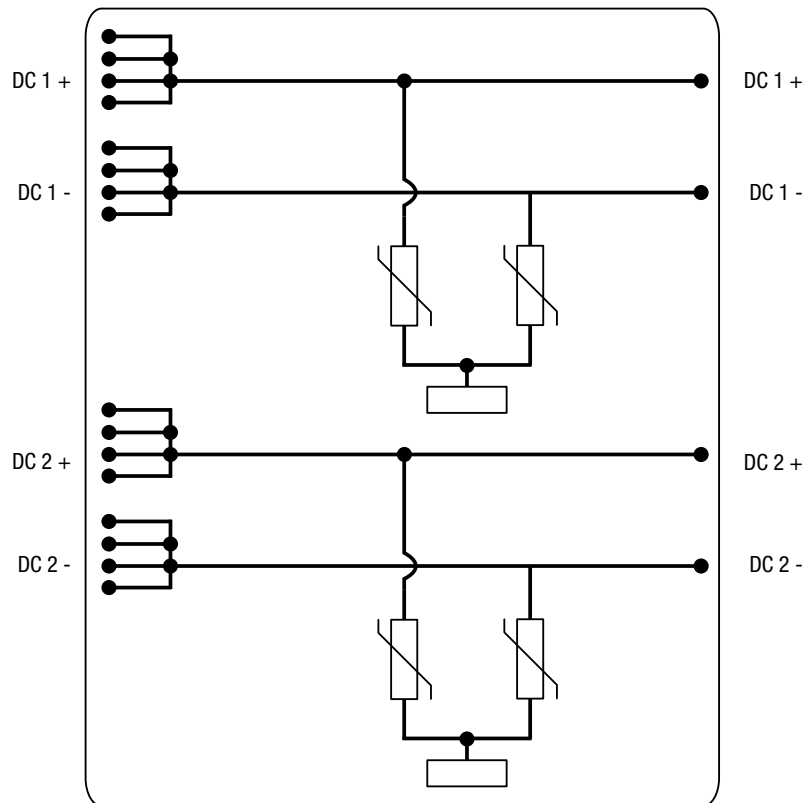 DC 1 + DC 1 +
DC 1 - DC 1 -
DC 2 + DC 2 +
DC 2 - DC 2 -